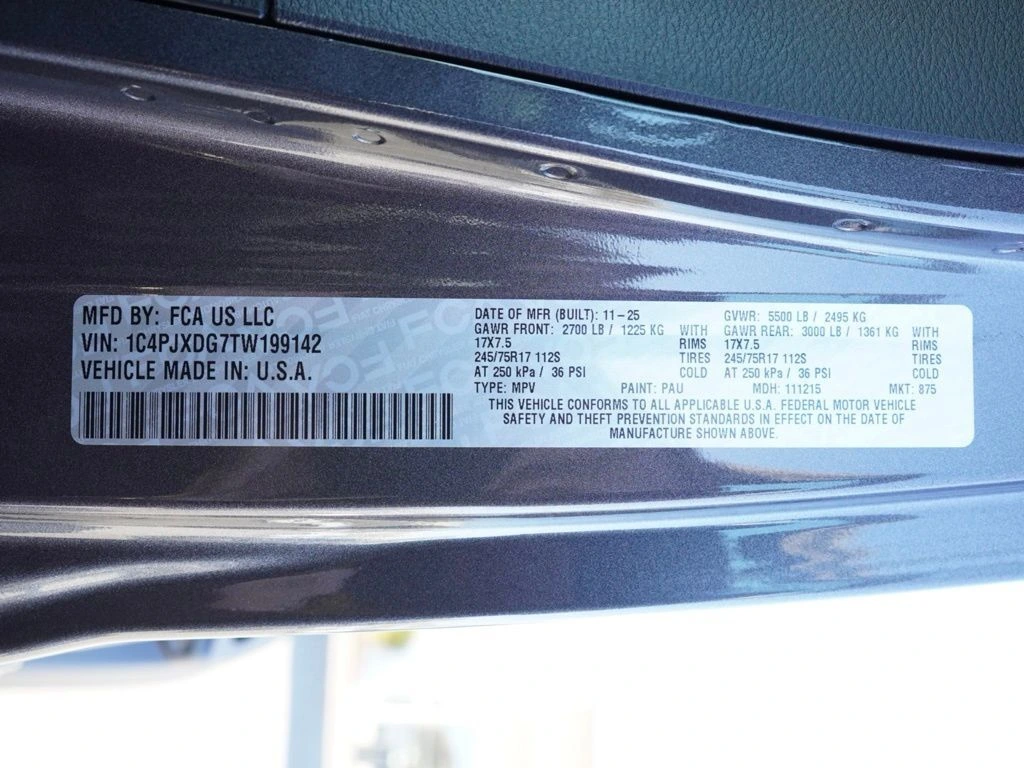 MFD BY: FCA US LLC
VIN: 1C4PJXDG7TW199142
VEHICLE MADE IN: U.S.A.
DATE OF MFR (BUILT): 11-25 GVWR: 5500 LB / 2495 KG
GAWR FRONT: 2700 LB / 1225 KG WITH GAWR REAR: 3000 LB / 1361 KG WITH
17X7.5 RIMS 17X7.5 RIMS
245/75R17 112S TIRES 245/75R17 112S TIRES
AT 250 kPa / 36 PSI COLD AT 250 kPa / 36 PSI COLD
TYPE: MPV PAINT: PAU MDH: 111215 MKT: 875
THIS VEHICLE CONFORMS TO ALL APPLICABLE U.S.A. FEDERAL MOTOR VEHICLE
SAFETY AND THEFT PREVENTION STANDARDS IN EFFECT ON THE DATE OF
MANUFACTURE SHOWN ABOVE.